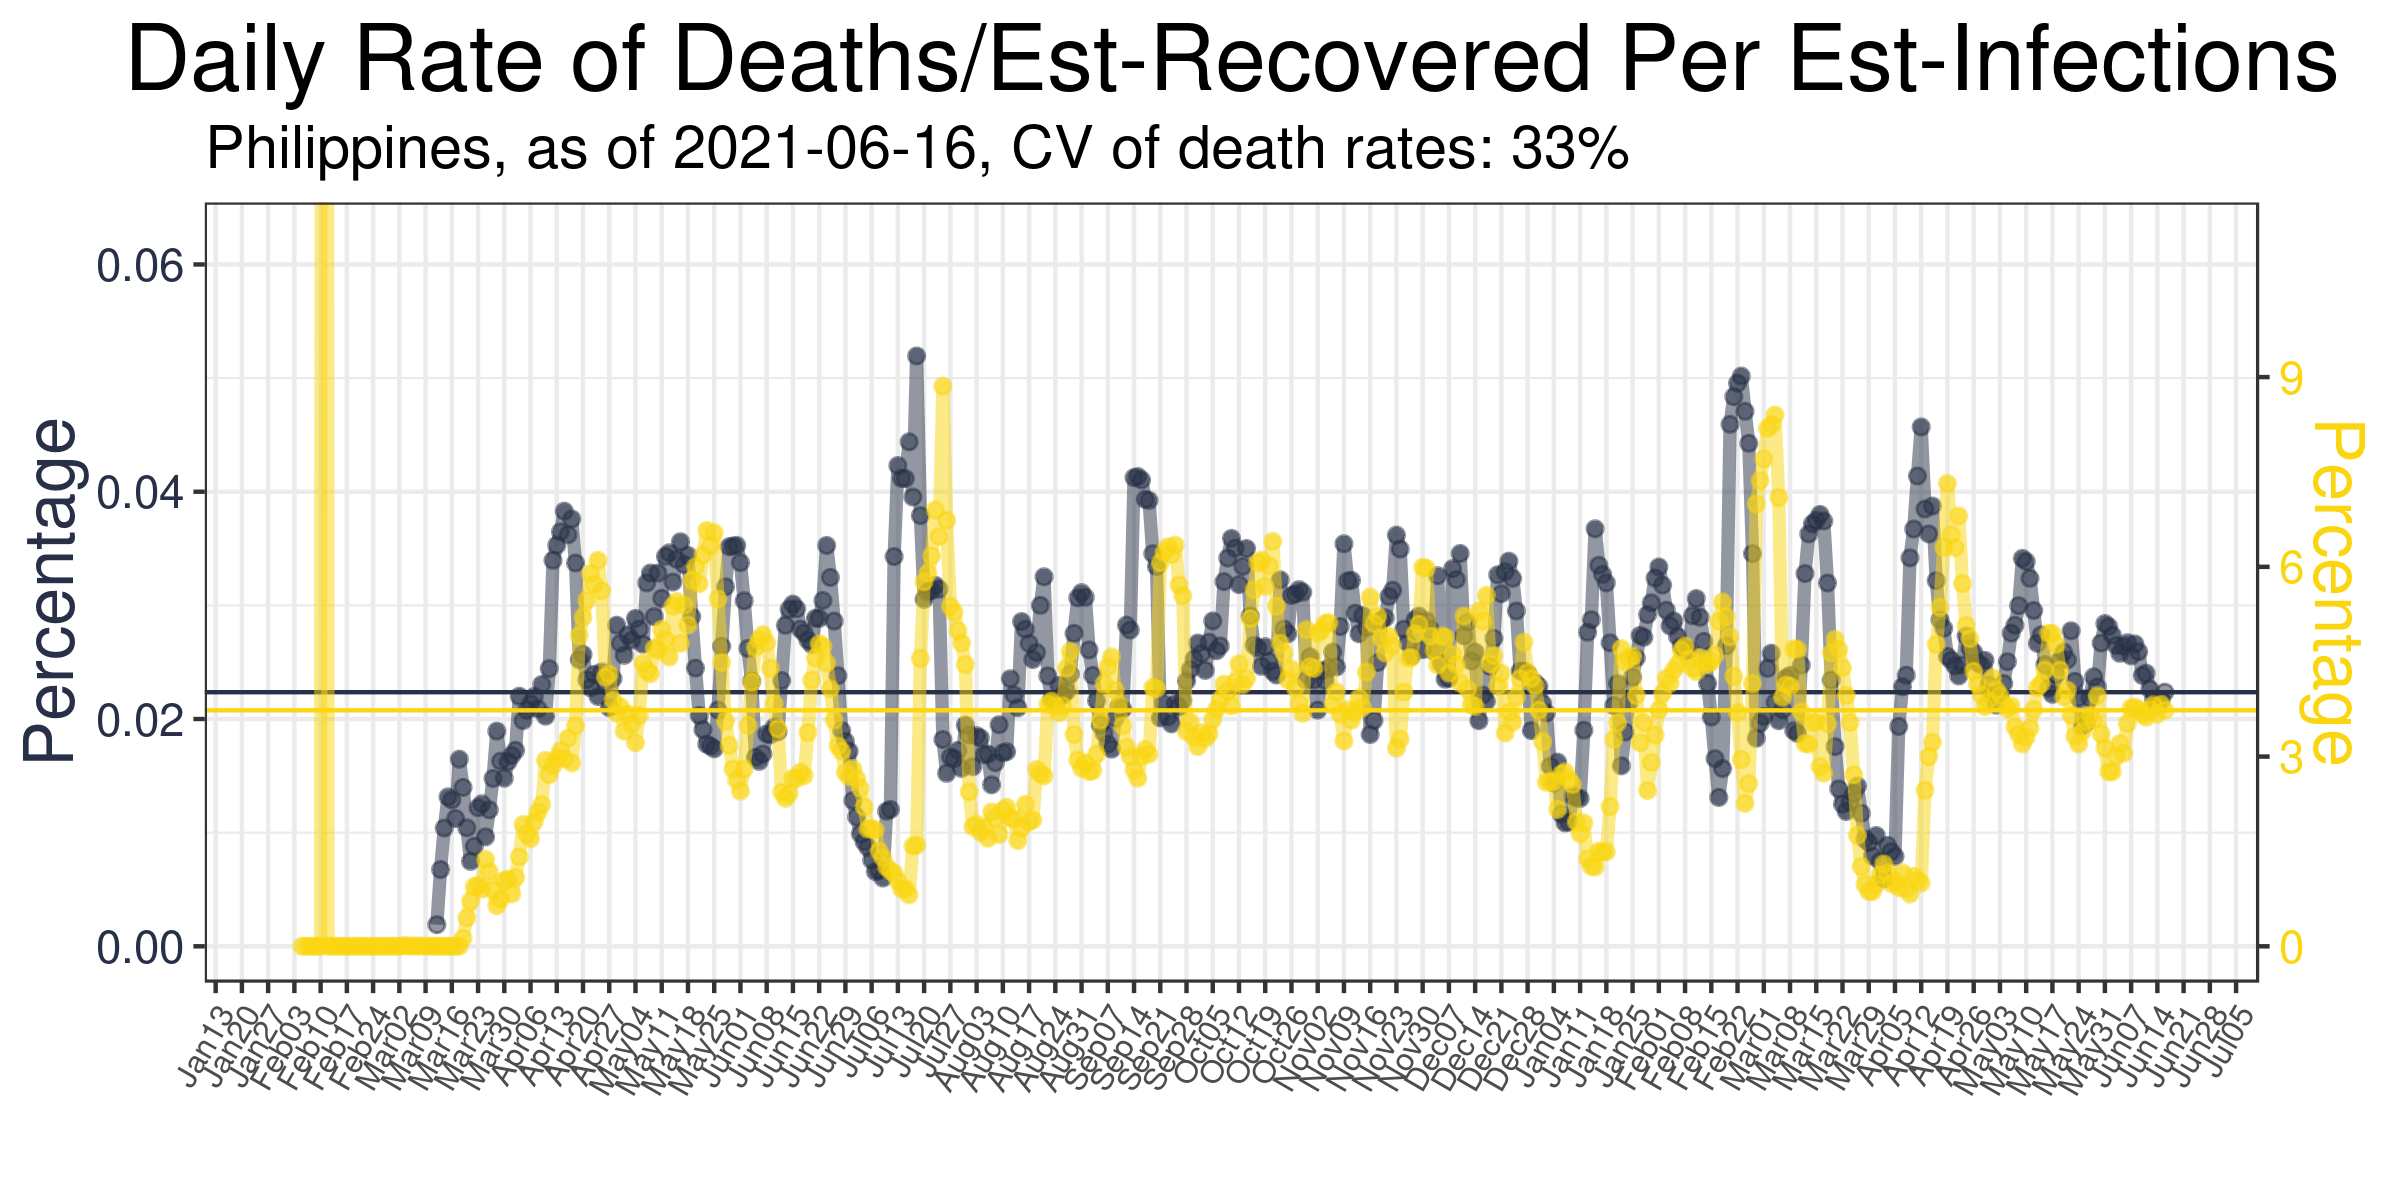 Daily Rate of Deaths/Est-Recovered Per Est-Infections
Philippines, as of 2021-06-16, CV of death rates: 33%
Percentage
0.06
0.04
0.02
0.00
9
6
3
0
Percentage
Jan13
Jan20
Jan27
Feb03
Feb10
Feb17
Feb24
Mar02
Mar09
Mar16
Mar23
Mar30
Apr06
Apr13
Apr20
Apr27
May04
May11
May18
May25
Jun01
Jun08
Jun15
Jun22
Jun29
Jul06
Jul13
Jul20
Jul27
Aug03
Aug10
Aug17
Aug24
Aug31
Sep07
Sep14
Sep21
Sep28
Oct05
Oct12
Oct19
Oct26
Nov02
Nov09
Nov16
Nov23
Nov30
Dec07
Dec14
Dec21
Dec28
Jan04
Jan11
Jan18
Jan25
Feb01
Feb08
Feb15
Feb22
Mar01
Mar08
Mar15
Mar22
Mar29
Apr05
Apr12
Apr19
Apr26
May03
May10
May17
May24
May31
Jun07
Jun14
Jun21
Jun28
Jul05